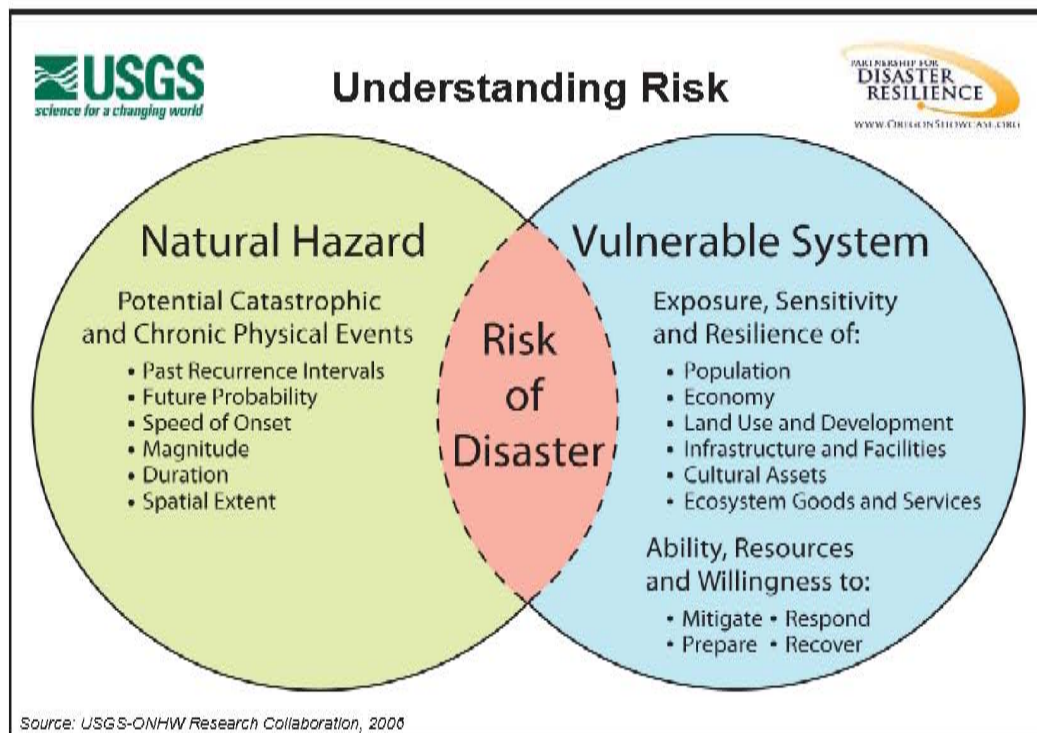 USGS
science for a changing world
Understanding Risk
PARTNERSHIP FOR
DISASTER
RESILIENCE
WWW.OREGONSHOWCASE.ORG
Natural Hazard
Potential Catastrophic
and Chronic Physical Events
• Past Recurrence Intervals
• Future Probability
• Speed of Onset
• Magnitude
• Duration
• Spatial Extent
Risk
of
Disaster
Vulnerable System
Exposure, Sensitivity
and Resilience of:
• Population
• Economy
• Land Use and Development
• Infrastructure and Facilities
• Cultural Assets
• Ecosystem Goods and Services
Ability, Resources
and Willingness to:
• Mitigate • Respond
• Prepare • Recover
Source: USGS-ONHW Research Collaboration, 2006